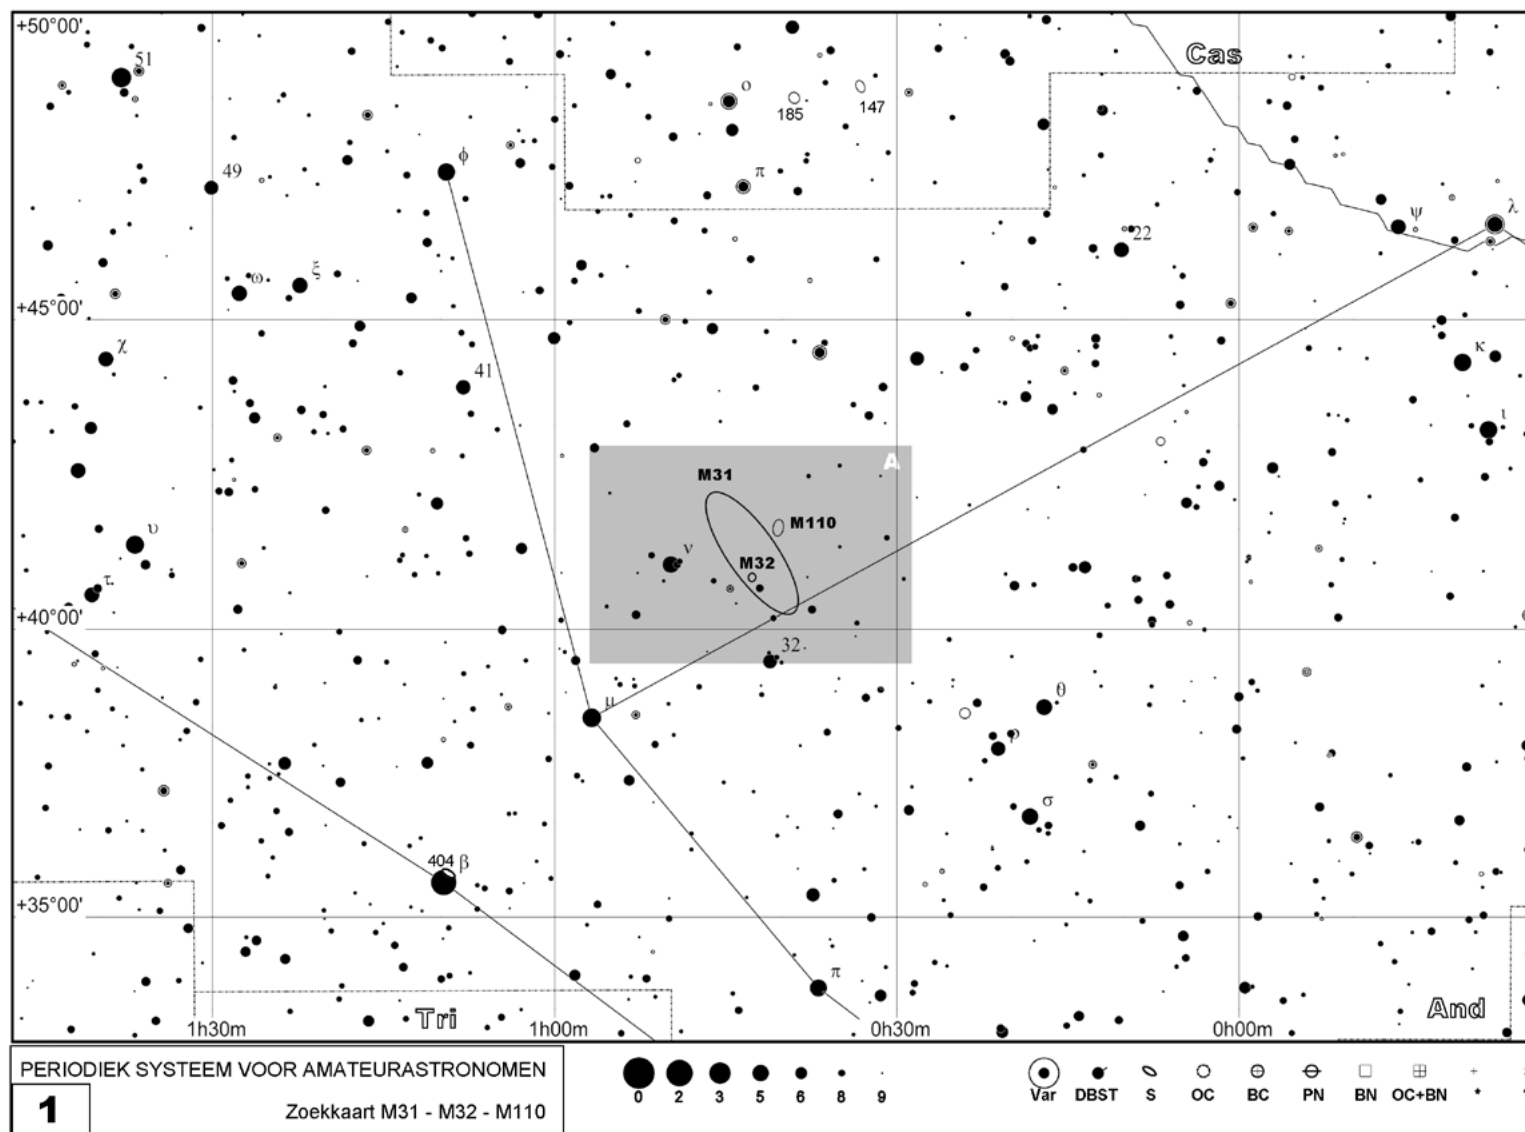 +50°00'
51
Cas
ο
185
147
φ
49
π
λ
ψ
22
ω
ξ
+45°00'
χ
κ
41
ι
A
M31
M110
υ
ν
M32
τ
+40°00'
32
μ
θ
ρ
σ
404 β
+35°00'
π
Tri
And
1h30m
1h00m
0h30m
0h00m
PERIODIEK SYSTEEM VOOR AMATEURASTRONOMEN
1
Zoekkaart M31 - M32 - M110
0 2 3 5 6 8 9
Var DBST S OC BC PN BN OC+BN *